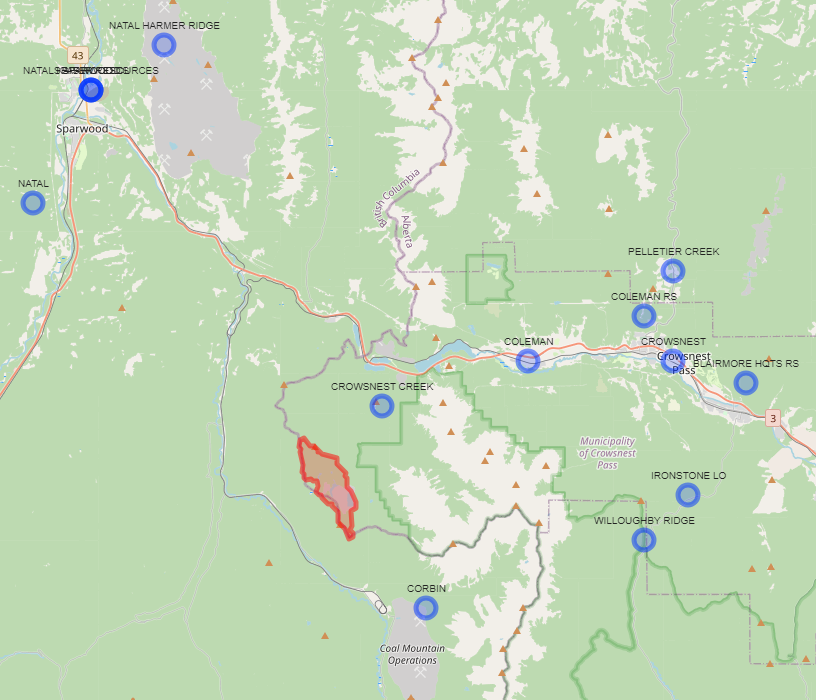 NATAL HARMER RIDGE
43
Sparwood
NATAL
British Columbia
Alberta
PELLETIER CREEK
COLEMAN RS
COLEMAN
CROWSNEST
Crowsnest
Pass
BLAIRMORE HQTS RS
CROWSNEST CREEK
3
Municipality
of Crowsnest
Pass
IRONSTONE LO
WILLOUGHBY RIDGE
CORBIN
Coal Mountain
Operations